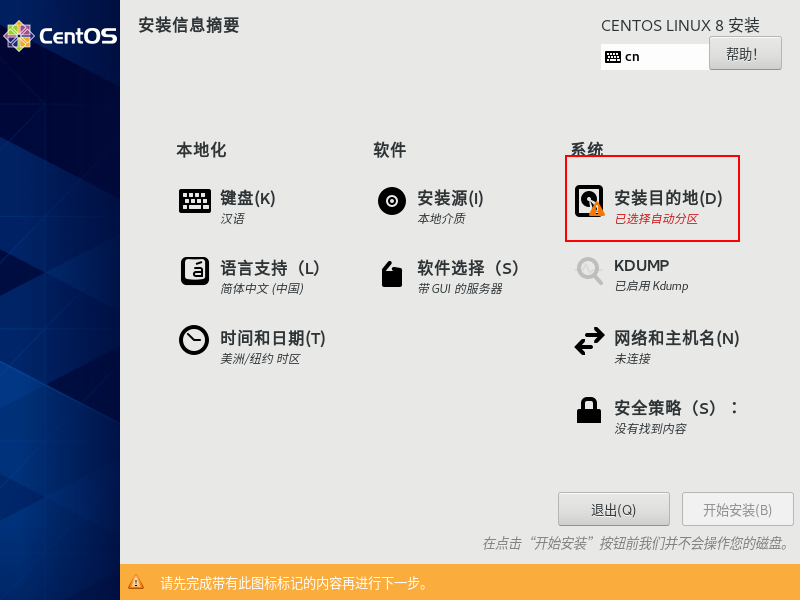 CentOS
安装信息摘要
CENTOS LINUX 8 安装
cn
帮助!
本地化
软件
系统
键盘(K)
汉语
安装源(I)
本地介质
安装目的地(D)
已选择自动分区
语言支持（L）
简体中文 (中国)
软件选择（S）
带 GUI 的服务器
KDUMP
已启用 Kdump
时间和日期(T)
美洲/纽约 时区
网络和主机名(N)
未连接
安全策略（S）：
没有找到内容
退出(Q)
开始安装(B)
在点击“开始安装”按钮前我们并不会操作您的磁盘。
请先完成带有此图标标记的内容再进行下一步。